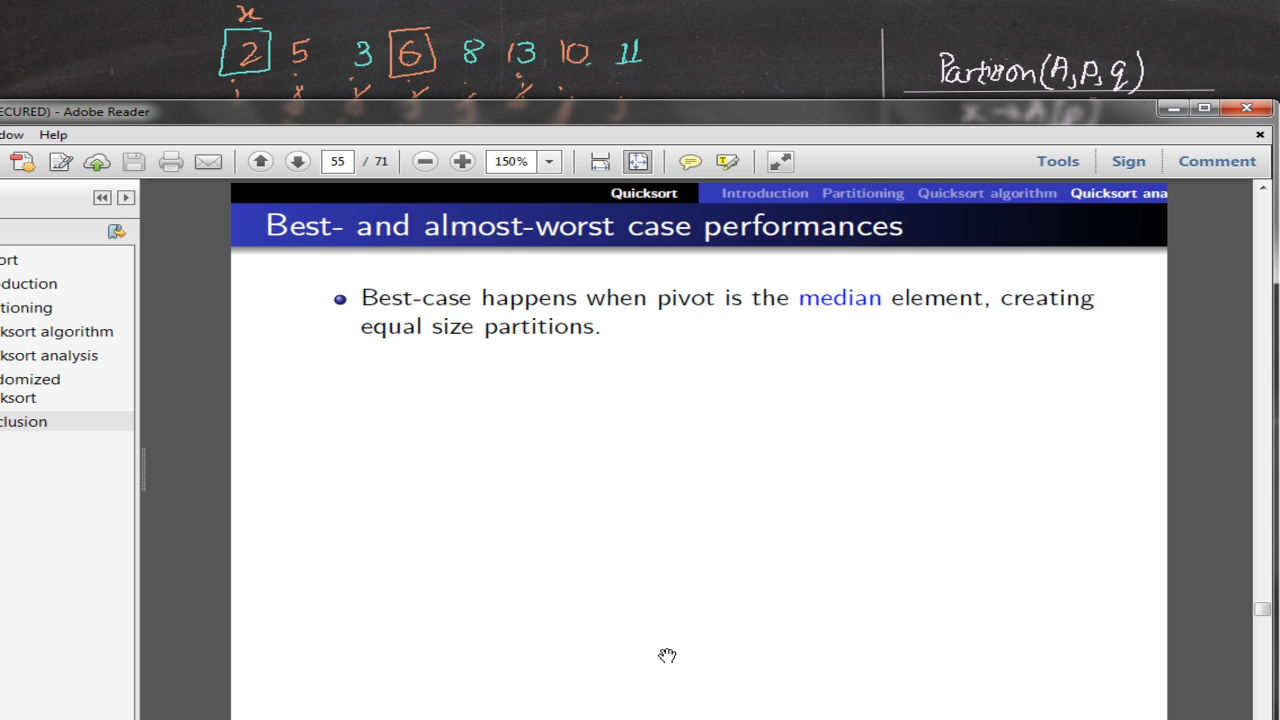 x
2 5 3 6 8 13 10 11
Partition(A,p,q)
x → A[p]
ECURED) - Adobe Reader
dow Help
55 / 71
150%
Tools Sign Comment
Quicksort Introduction Partitioning Quicksort algorithm Quicksort ana
Best- and almost-worst case performances
ort
oduction
tioning
ksort algorithm
ksort analysis
domized
ksort
clusion
Best-case happens when pivot is the median element, creating
equal size partitions.